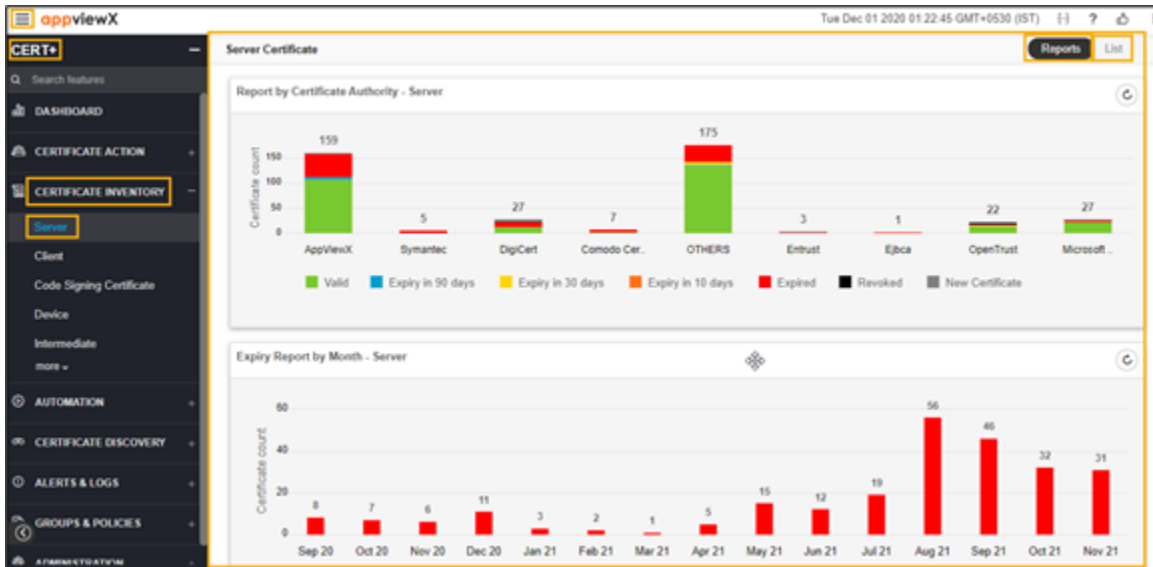 appviewX
Tue Dec 01 2020 01:22:45 GMT+0530 (IST)
?
CERT+
Search features
DASHBOARD
CERTIFICATE ACTION +
CERTIFICATE INVENTORY -
Server
Client
Code Signing Certificate
Device
Intermediate
more
AUTOMATION +
CERTIFICATE DISCOVERY +
ALERTS & LOGS +
GROUPS & POLICIES +
ADMINISTRATION
Server Certificate
Reports List
Report by Certificate Authority - Server
Certificate count
150
100
50
0
159 5 27 7 175 3 1 22 27
AppViewX Symantec DigiCert Comodo Cer.. OTHERS Entrust Ejbca OpenTrust Microsoft ..
Valid Expiry in 90 days Expiry in 30 days Expiry in 10 days Expired Revoked New Certificate
Expiry Report by Month - Server
Certificate count
60
40
20
0
8 7 6 11 3 2 1 5 15 12 19 56 46 32 31
Sep 20 Oct 20 Nov 20 Dec 20 Jan 21 Feb 21 Mar 21 Apr 21 May 21 Jun 21 Jul 21 Aug 21 Sep 21 Oct 21 Nov 21